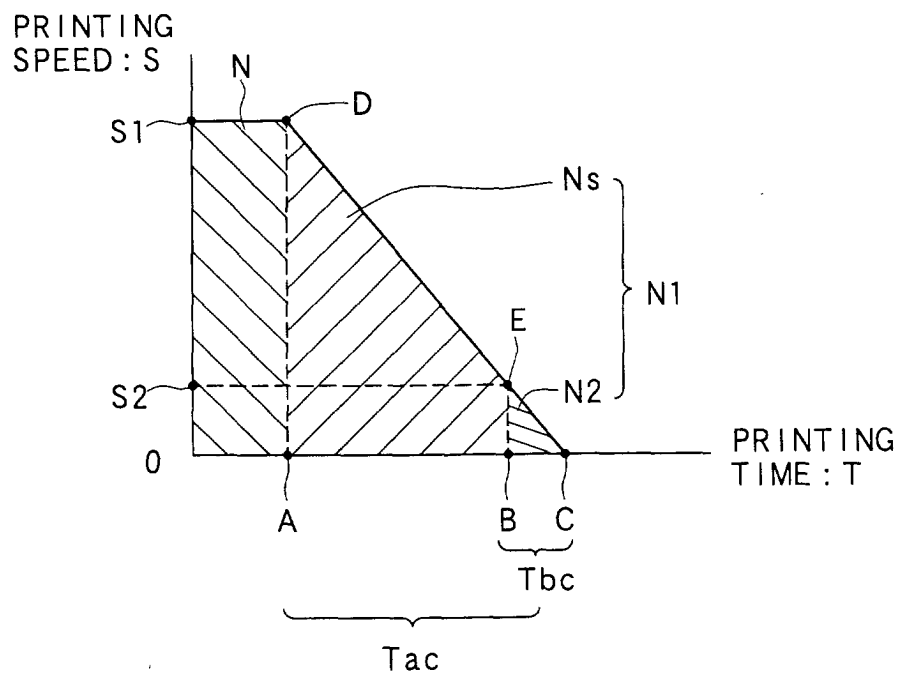 PRINTING
SPEED : S
N
D
S1
Ns
N1
E
S2
N2
0
PRINTING
TIME : T
A
B
C
Tbc
Tac